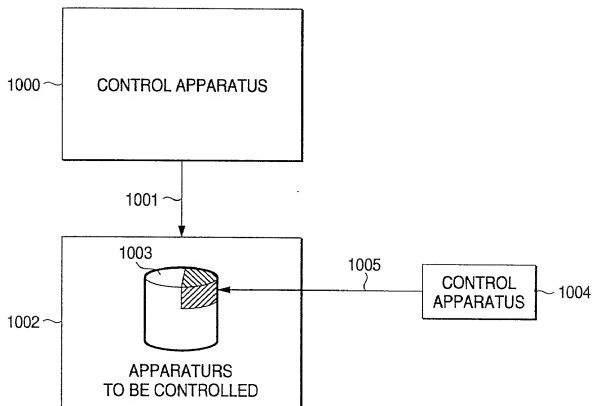 CONTROL APPARATUS
1000
1001
1003
1005
CONTROL
APPARATUS
1004
1002
APPARATURS
TO BE CONTROLLED